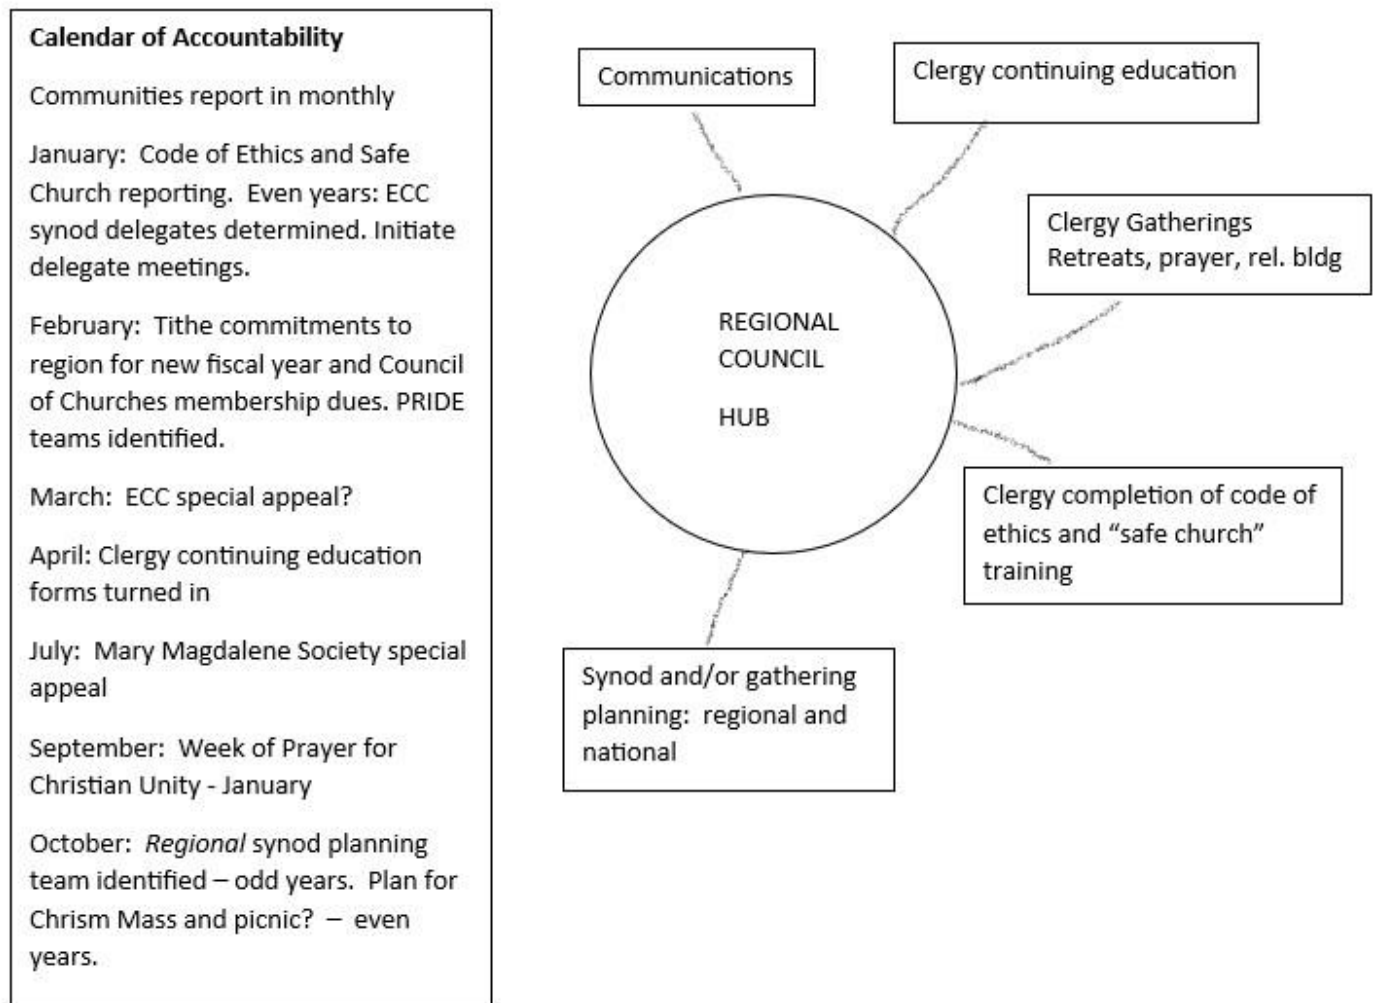 Calendar of Accountability
Communities report in monthly
January:  Code of Ethics and Safe
Church reporting.  Even years: ECC
synod delegates determined. Initiate
delegate meetings.
February:  Tithe commitments to
region for new fiscal year and Council
of Churches membership dues. PRIDE
teams identified.
March:  ECC special appeal?
April: Clergy continuing education
forms turned in
July:  Mary Magdalene Society special
appeal
September:  Week of Prayer for
Christian Unity - January
October:  Regional synod planning
team identified – odd years.  Plan for
Chrism Mass and picnic?  –  even
years.
Communications
Clergy continuing education
Clergy Gatherings
Retreats, prayer, rel. bldg
REGIONAL
COUNCIL
HUB
Clergy completion of code of
ethics and “safe church”
training
Synod and/or gathering
planning:  regional and
national